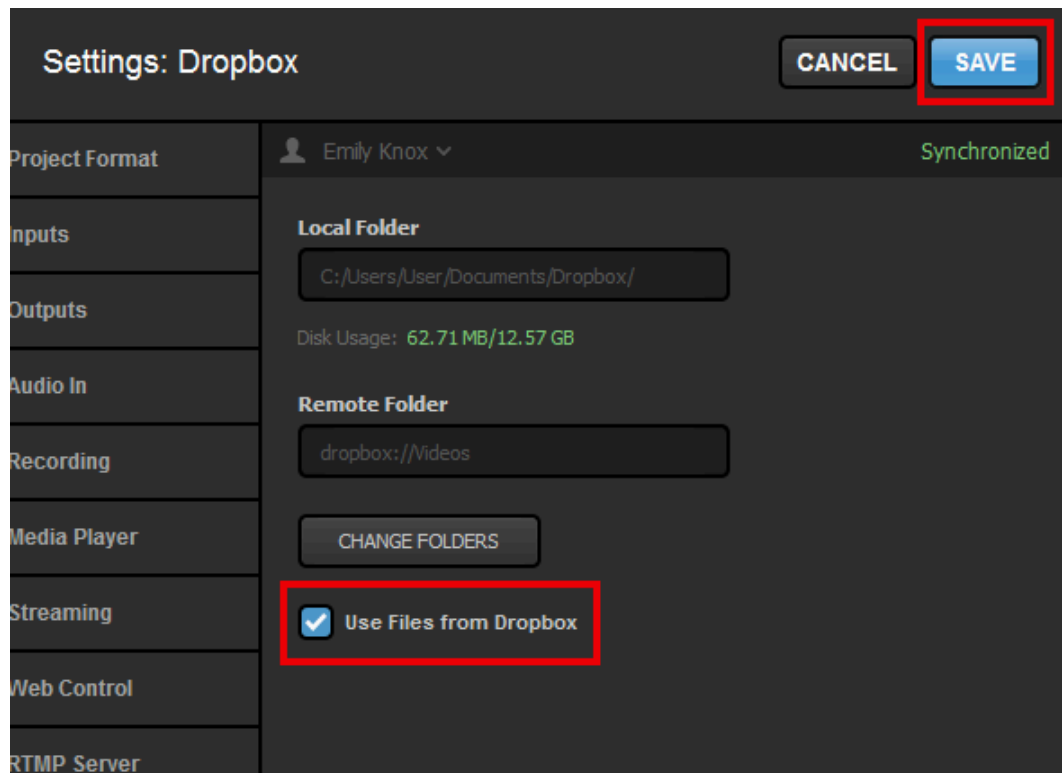 Settings: Dropbox
CANCEL
SAVE
Project Format
Inputs
Outputs
Audio In
Recording
Media Player
Streaming
Web Control
RTMP Server
Emily Knox
Synchronized
Local Folder
C:/Users/User/Documents/Dropbox/
Disk Usage: 62.71 MB/12.57 GB
Remote Folder
dropbox://Videos
CHANGE FOLDERS
Use Files from Dropbox